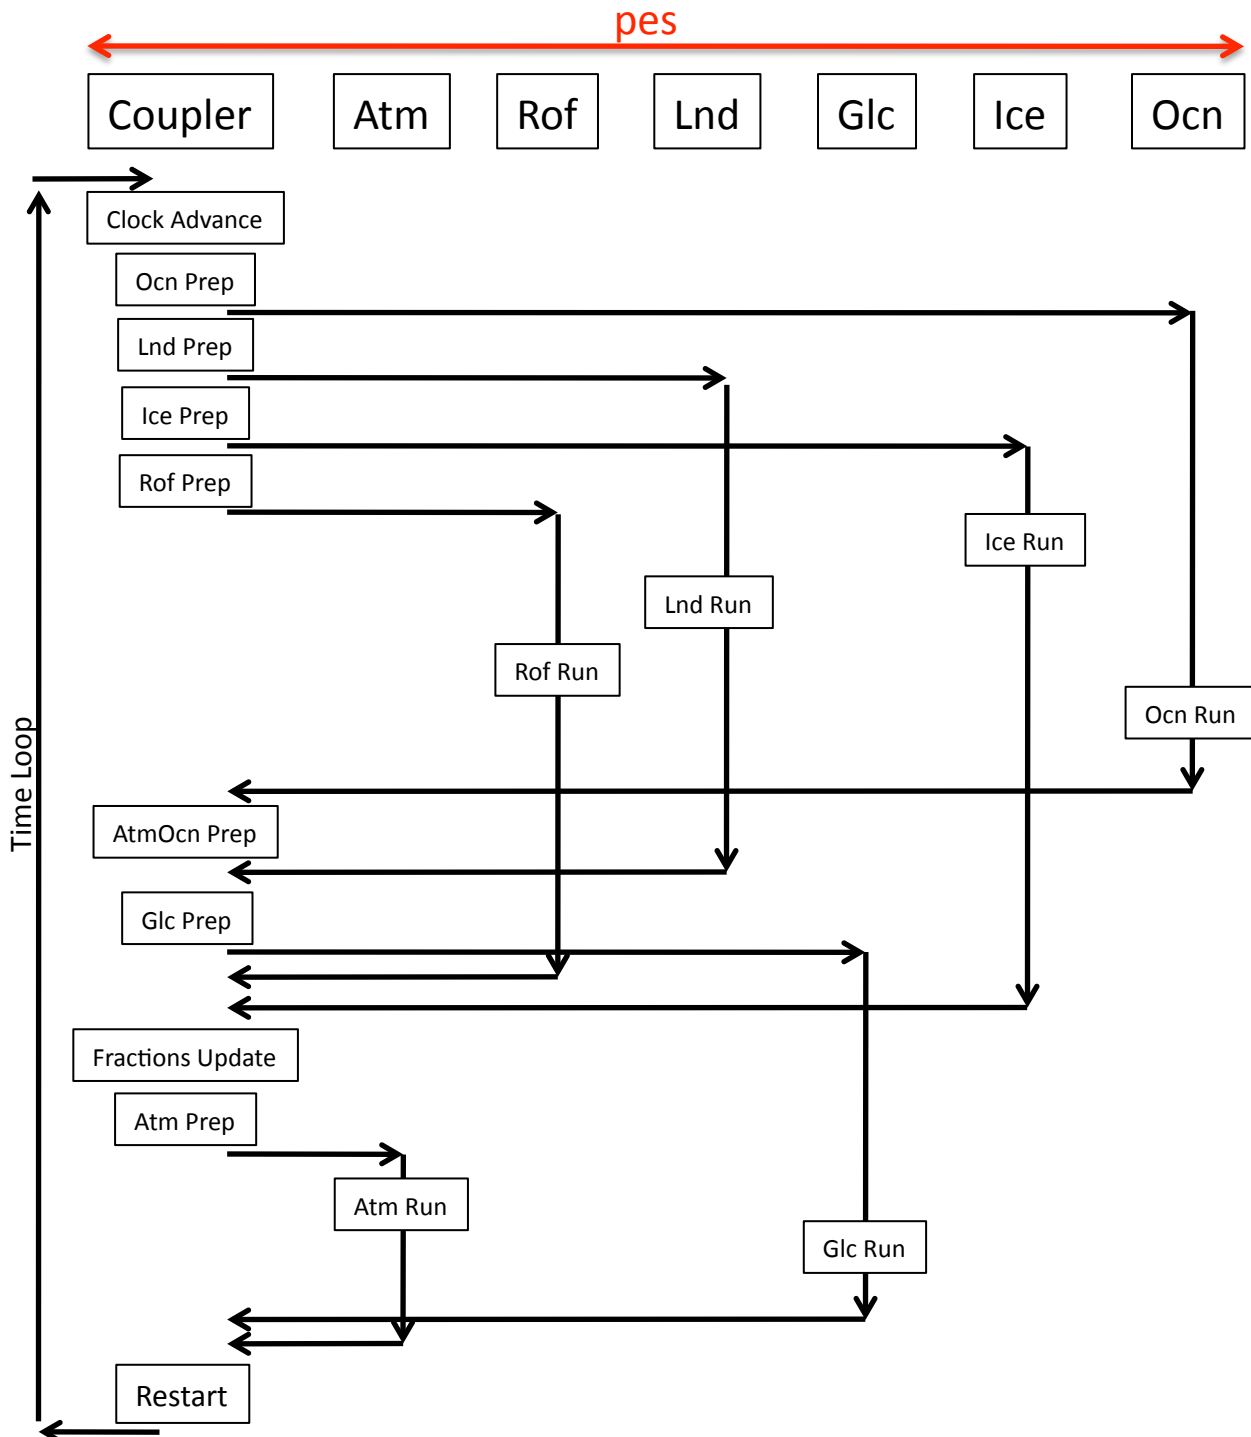 pes
Coupler
Atm
Rof
Lnd
Glc
Ice
Ocn
Clock Advance
Ocn Prep
Lnd Prep
Ice Prep
Rof Prep
Ice Run
Lnd Run
Rof Run
Ocn Run
Time Loop
AtmOcn Prep
Glc Prep
Fractions Update
Atm Prep
Atm Run
Glc Run
Restart